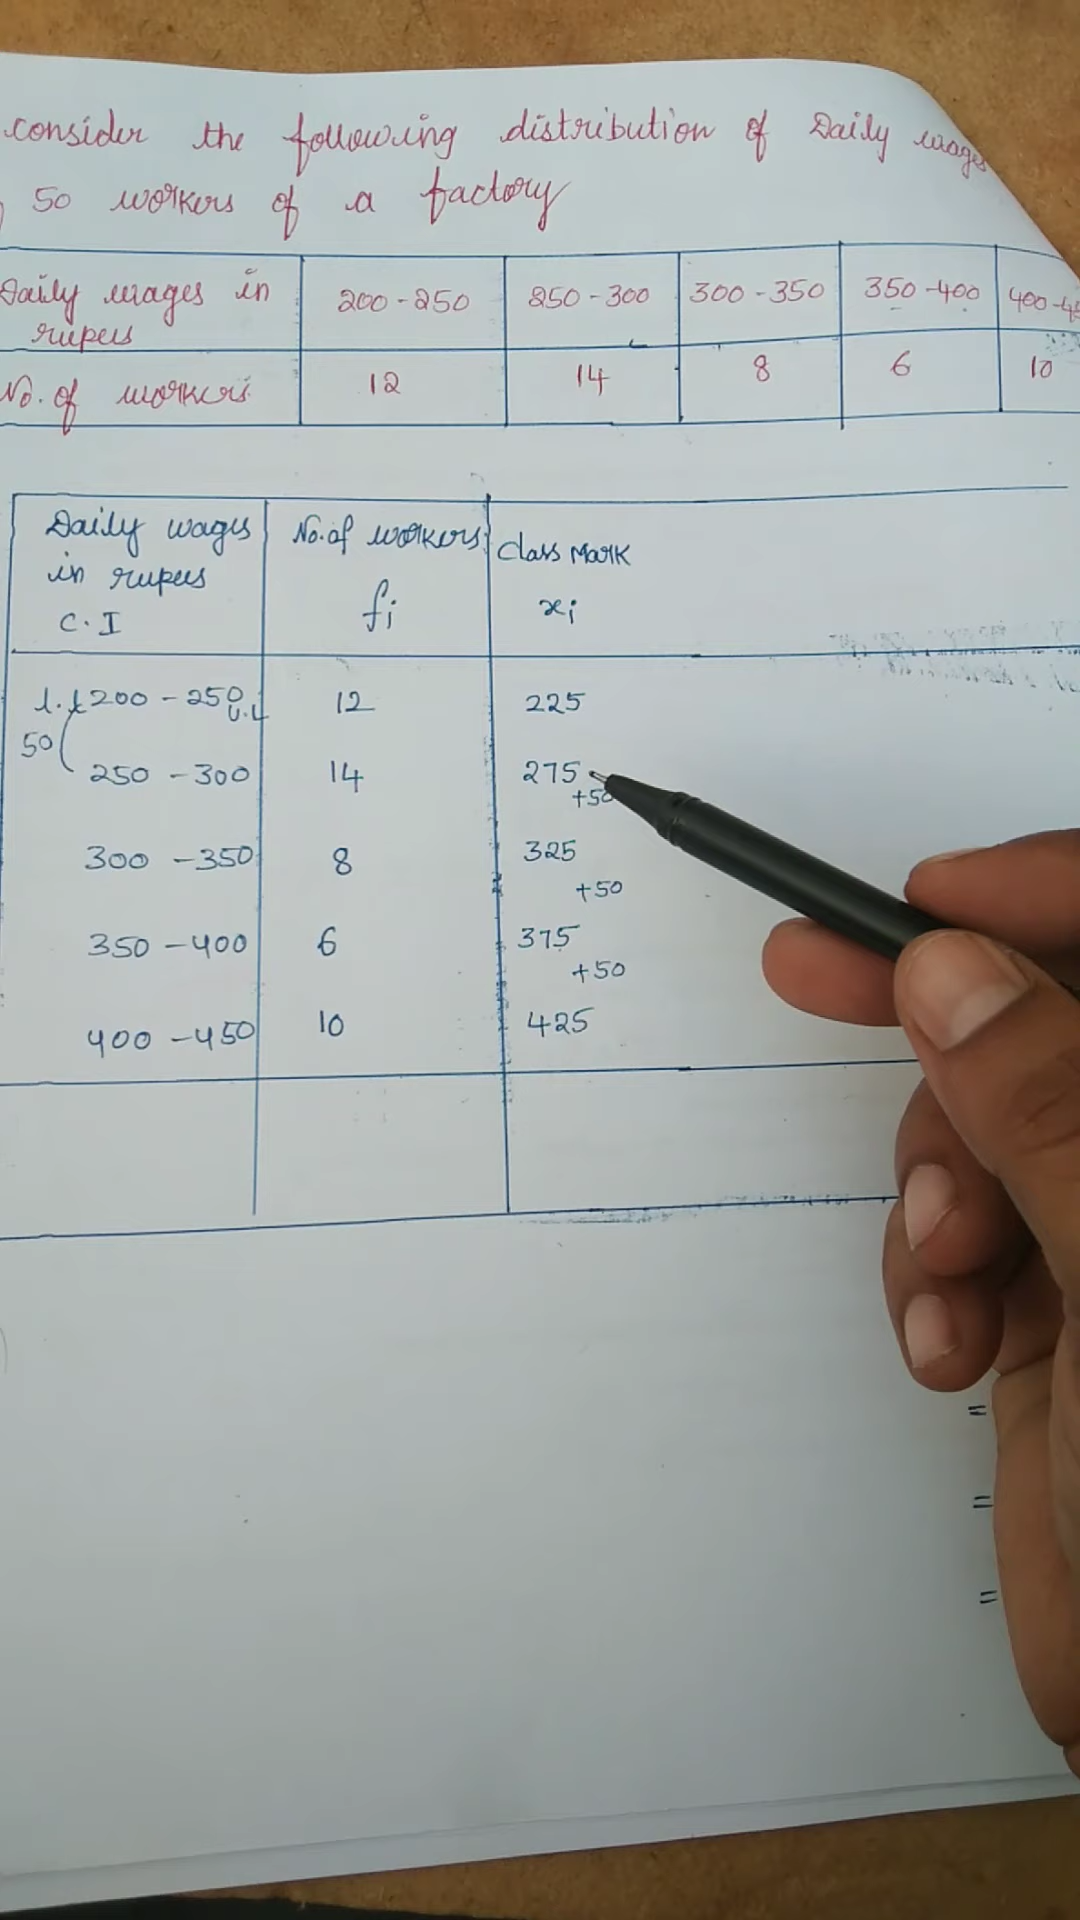 consider the following distribution of Daily wages
50 workers of a factory
Daily wages in rupees 200-250 250-300 300-350 350-400
No. of workers 12 14 8 6 10
Daily wages in rupees C.I No. of workers fi Class Mark xi
l.l 200 - 250 u.l 12 225
50
250 - 300 14 275
+50
300 - 350 8 325
+50
350 - 400 6 375
+50
400 - 450 10 425
=
=
=